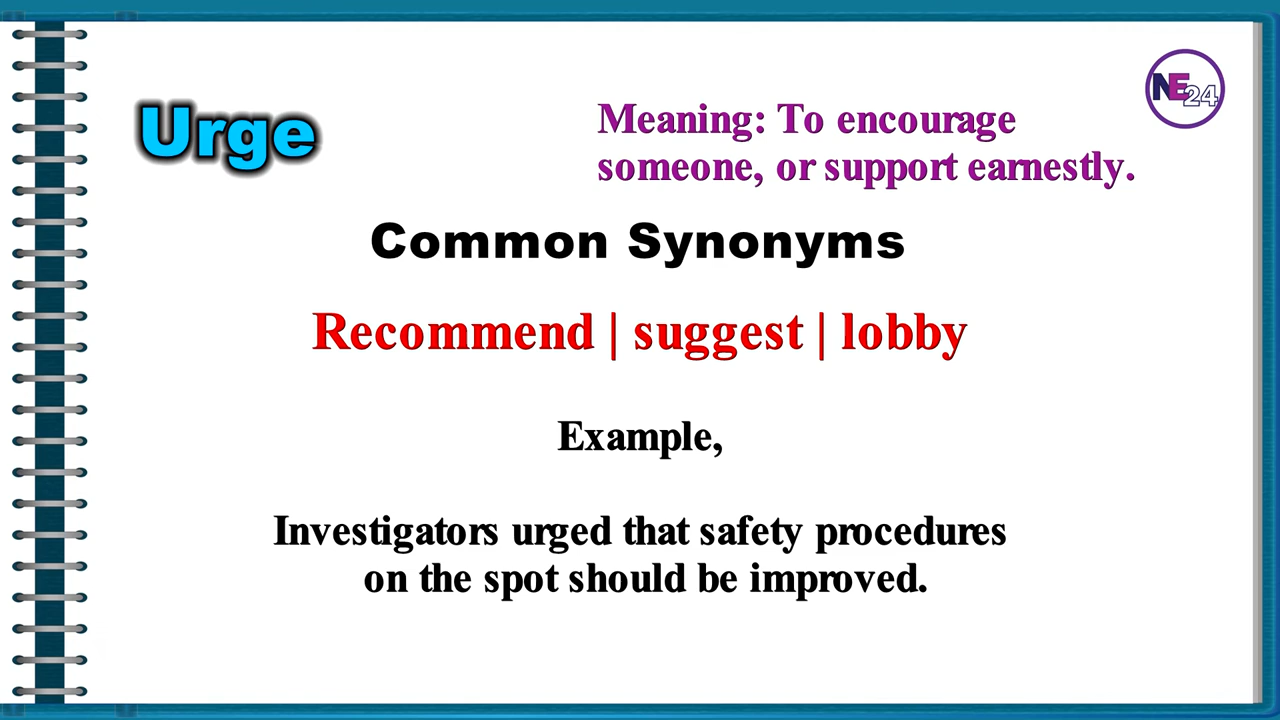 Urge
Meaning: To encourage
someone, or support earnestly.
NE24
Common Synonyms
Recommend | suggest | lobby
Example,
Investigators urged that safety procedures
on the spot should be improved.